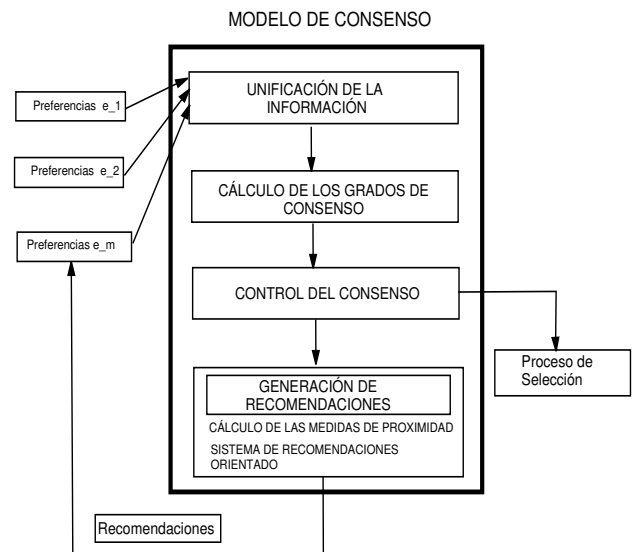 MODELO DE CONSENSO
UNIFICACIÓN DE LA
INFORMACIÓN
Preferencias e_1
Preferencias e_2
CÁLCULO DE LOS GRADOS DE
CONSENSO
Preferencias e_m
CONTROL DEL CONSENSO
Proceso de
Selección
GENERACIÓN DE
RECOMENDACIONES
CÁLCULO DE LAS MEDIDAS DE PROXIMIDAD
SISTEMA DE RECOMENDACIONES
ORIENTADO
Recomendaciones